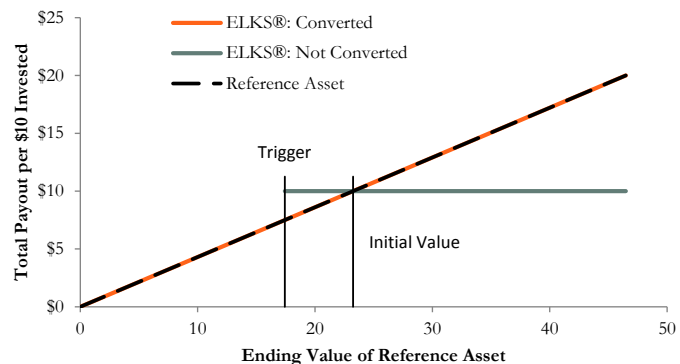 ELKS®: Converted
ELKS®: Not Converted
Reference Asset
Total Payout per $10 Invested
$25
$20
$15
$10
$5
$0
Trigger
Initial Value
0
10
20
30
40
50
Ending Value of Reference Asset